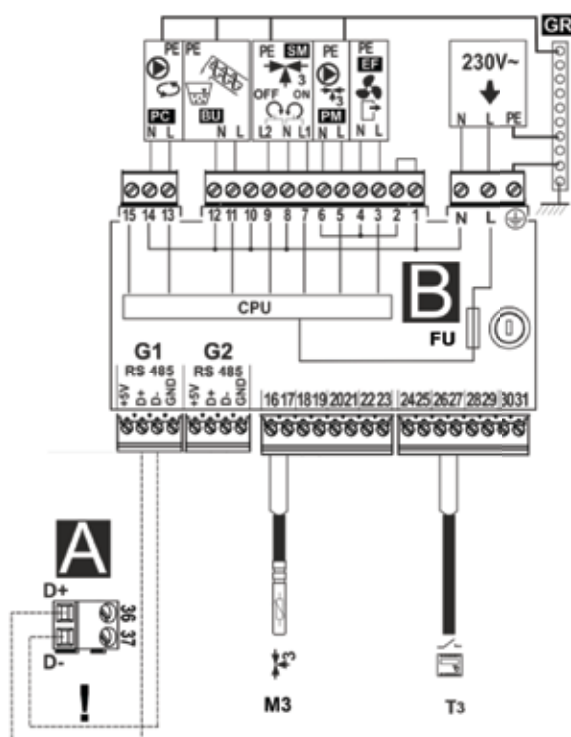 GR
PE PE PE SM PE PE EF
230V~
3
3
OFF ON
PC BU PM
N L N L L2 N L1 N L N L N L PE
15 14 13 12 11 10 9 8 7 6 5 4 3 2 1 N L
CPU
B
FU
G1 G2
RS 485 RS 485
+5V D+ D- GND +5V D+ D- GND
16 17 18 19 20 21 22 23 24 25 26 27 28 29 30 31
A
D+
36
37
D-
!
3
M3 T3